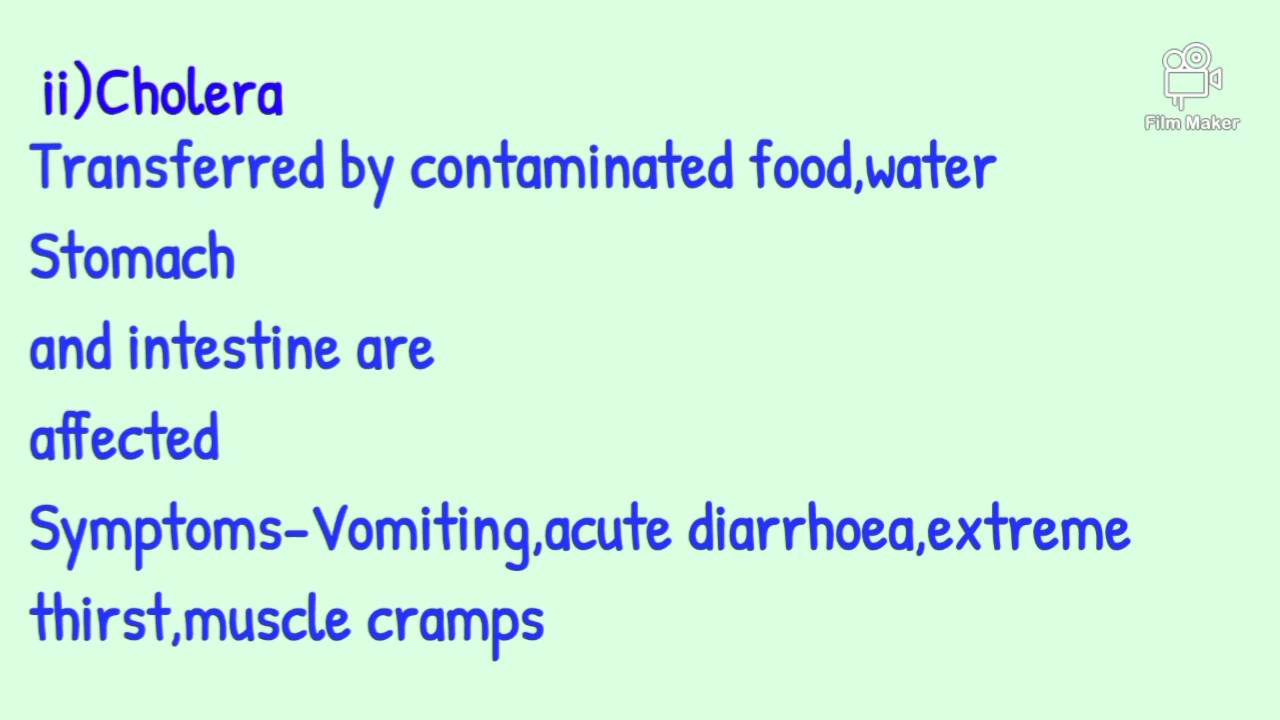 ii)Cholera
Film Maker
Transferred by contaminated food,water
Stomach
and intestine are
affected
Symptoms-Vomiting,acute diarrhoea,extreme
thirst,muscle cramps